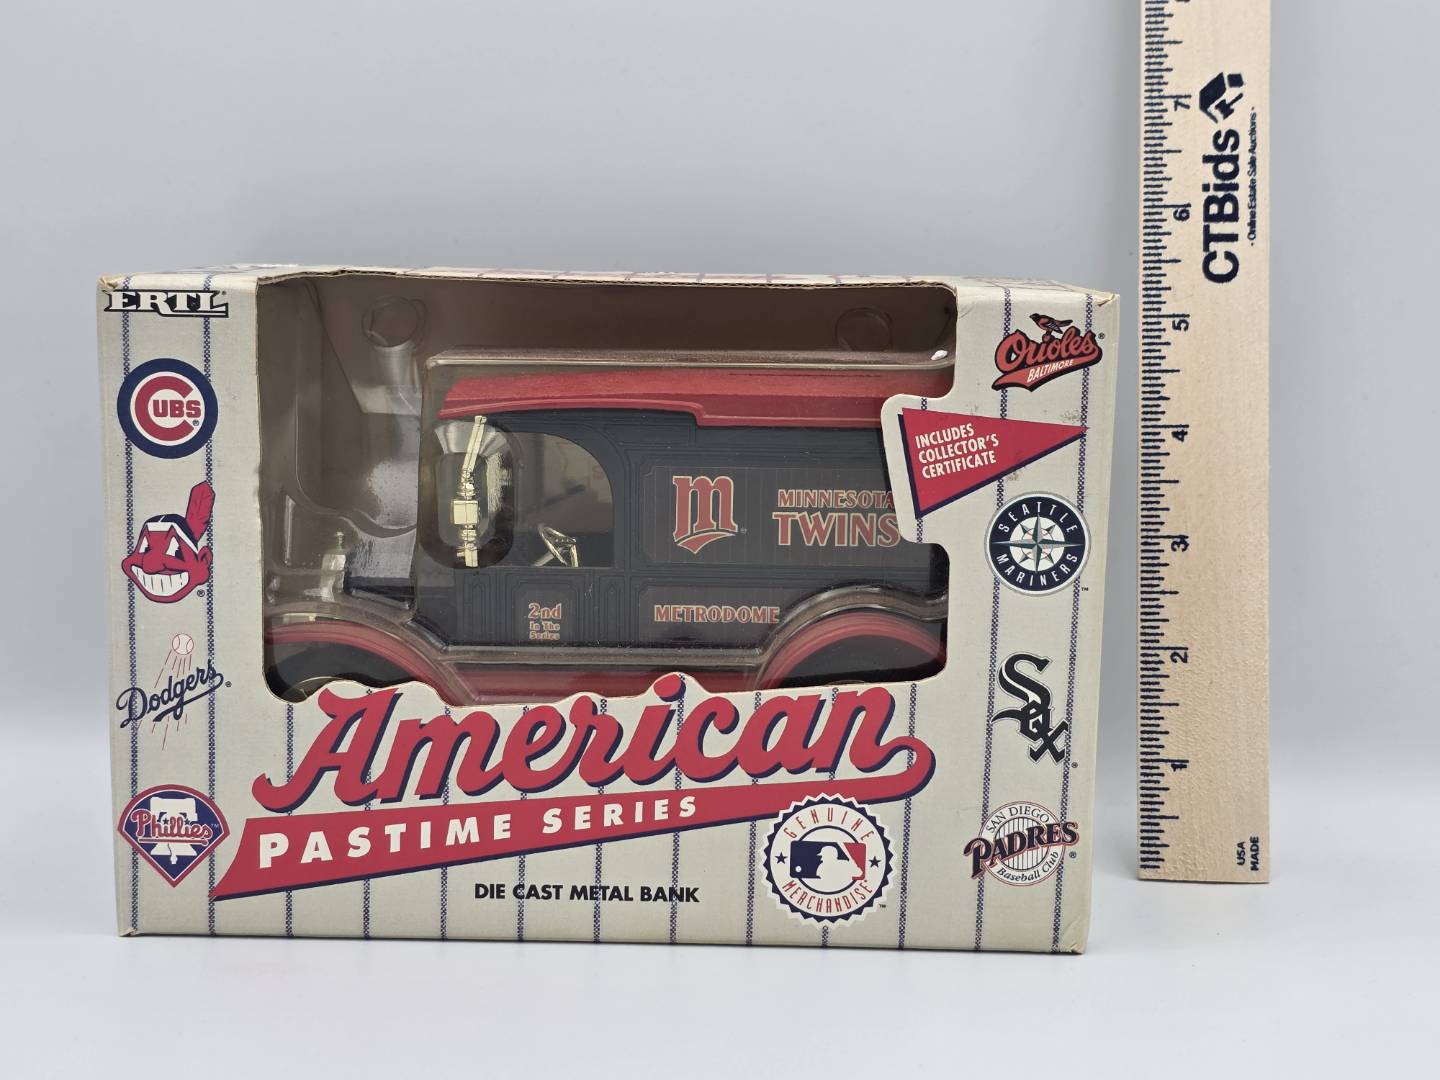 ERTL
CUBS
Dodgers
Phillies
M
MINNESOTA
TWINS
2nd
In The
Series
METRODOME
INCLUDES
COLLECTOR'S
CERTIFICATE
Orioles
BALTIMORE
SEATTLE
MARINERS
Sox
SAN DIEGO
PADRES
Baseball Club
American
PASTIME SERIES
DIE CAST METAL BANK
GENUINE
MERCHANDISE
7
6
5
4
3
2
1
CTBids
- Online Estate Sale Auctions -
USA
MADE